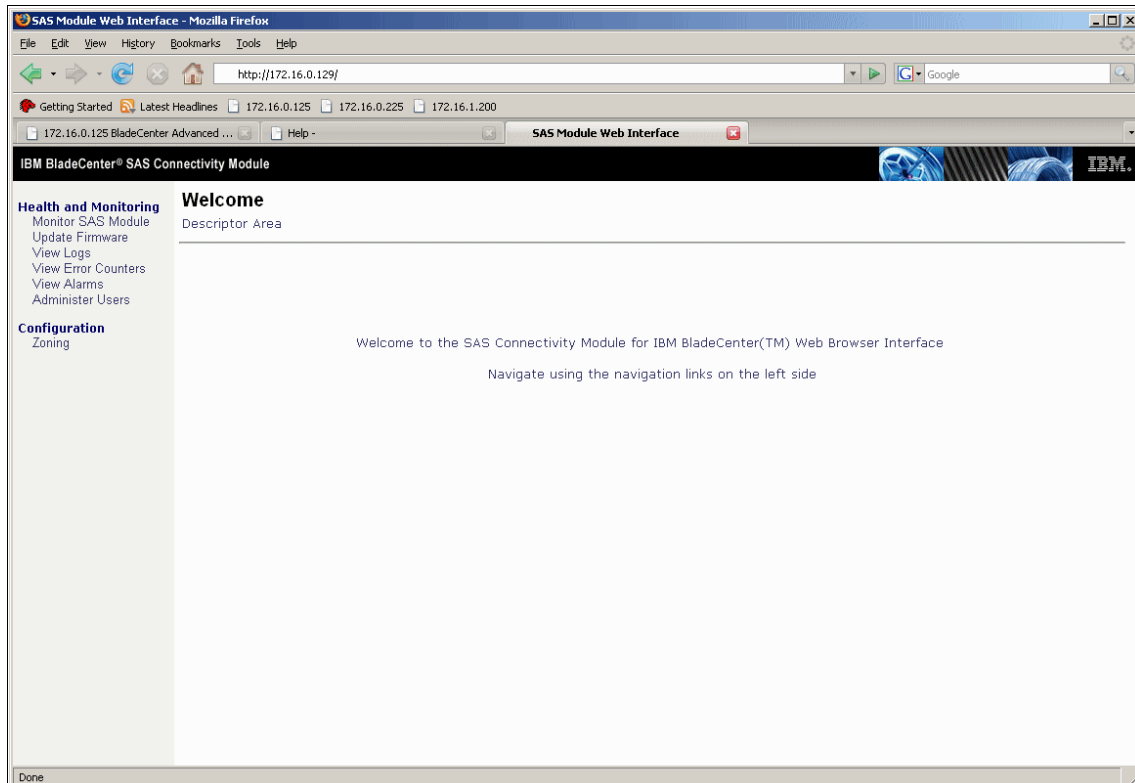 SAS Module Web Interface - Mozilla Firefox
File Edit View History Bookmarks Tools Help
http://172.16.0.129/
G Google
Getting Started Latest Headlines 172.16.0.125 172.16.0.225 172.16.1.200
172.16.0.125 BladeCenter Advanced ... Help - SAS Module Web Interface
IBM BladeCenter® SAS Connectivity Module IBM.
Health and Monitoring
Monitor SAS Module
Update Firmware
View Logs
View Error Counters
View Alarms
Administer Users
Configuration
Zoning
Welcome
Descriptor Area
Welcome to the SAS Connectivity Module for IBM BladeCenter(TM) Web Browser Interface
Navigate using the navigation links on the left side
Done